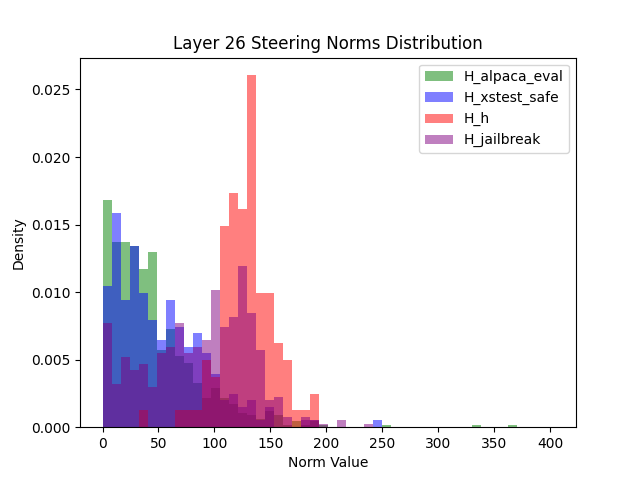 Layer 26 Steering Norms Distribution
H_alpaca_eval
H_xstest_safe
H_h
H_jailbreak
Density
0.025
0.020
0.015
0.010
0.005
0.000
0 50 100 150 200 250 300 350 400
Norm Value